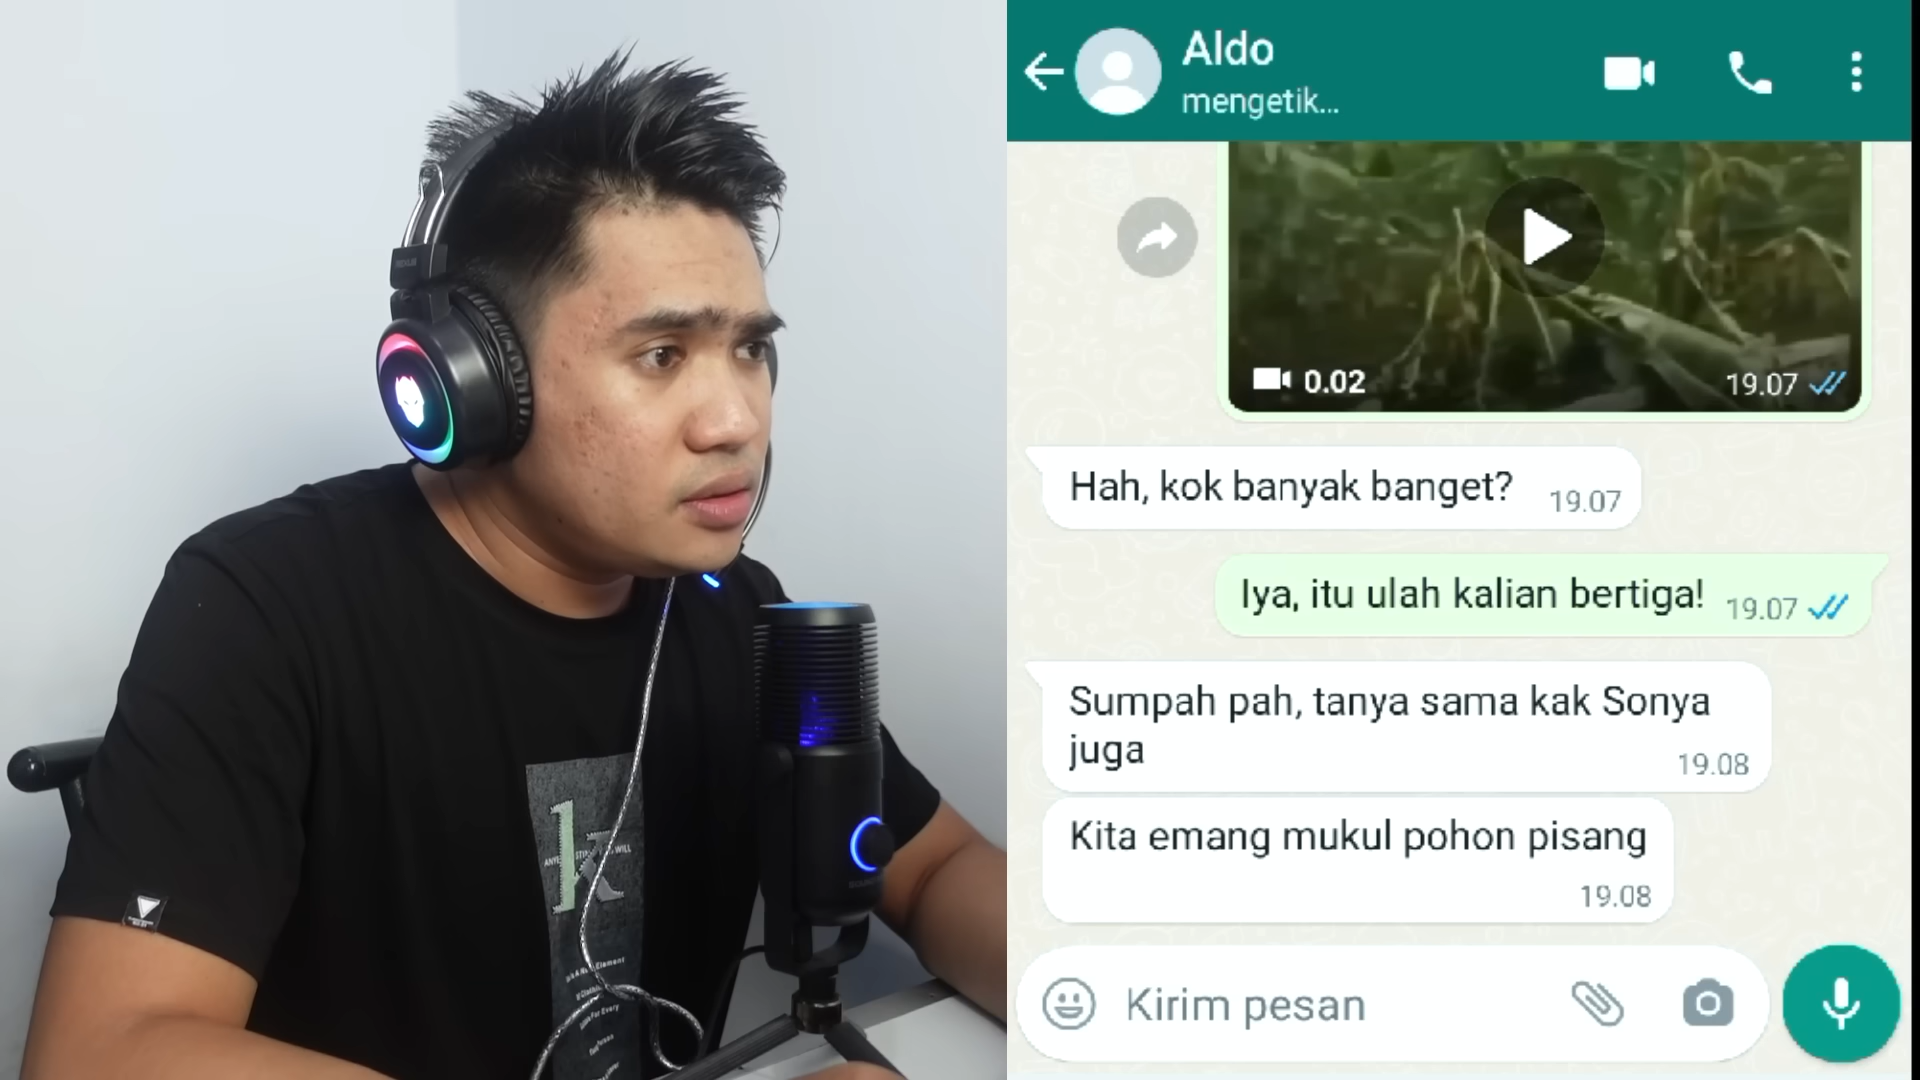 Aldo
mengetik...
0.02
19.07
Hah, kok banyak banget?
19.07
Iya, itu ulah kalian bertiga!
19.07
Sumpah pah, tanya sama kak Sonya
juga
19.08
Kita emang mukul pohon pisang
19.08
Kirim pesan
k